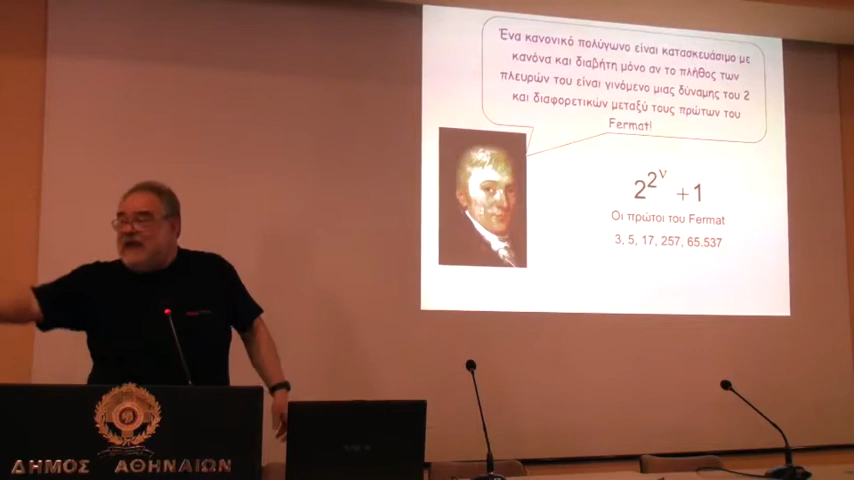 Ένα κανονικό πολύγωνο είναι κατασκευάσιμο με
κανόνα και διαβήτη μόνο αν το πλήθος των
πλευρών του είναι γινόμενο μιας δύναμης του 2
και διαφορετικών μεταξύ τους πρώτων του
Fermat!
2^2^ν +1
Οι πρώτοι του Fermat
3, 5, 17, 257, 65.537
ΔΗΜΟΣ ΑΘΗΝΑΙΩΝ